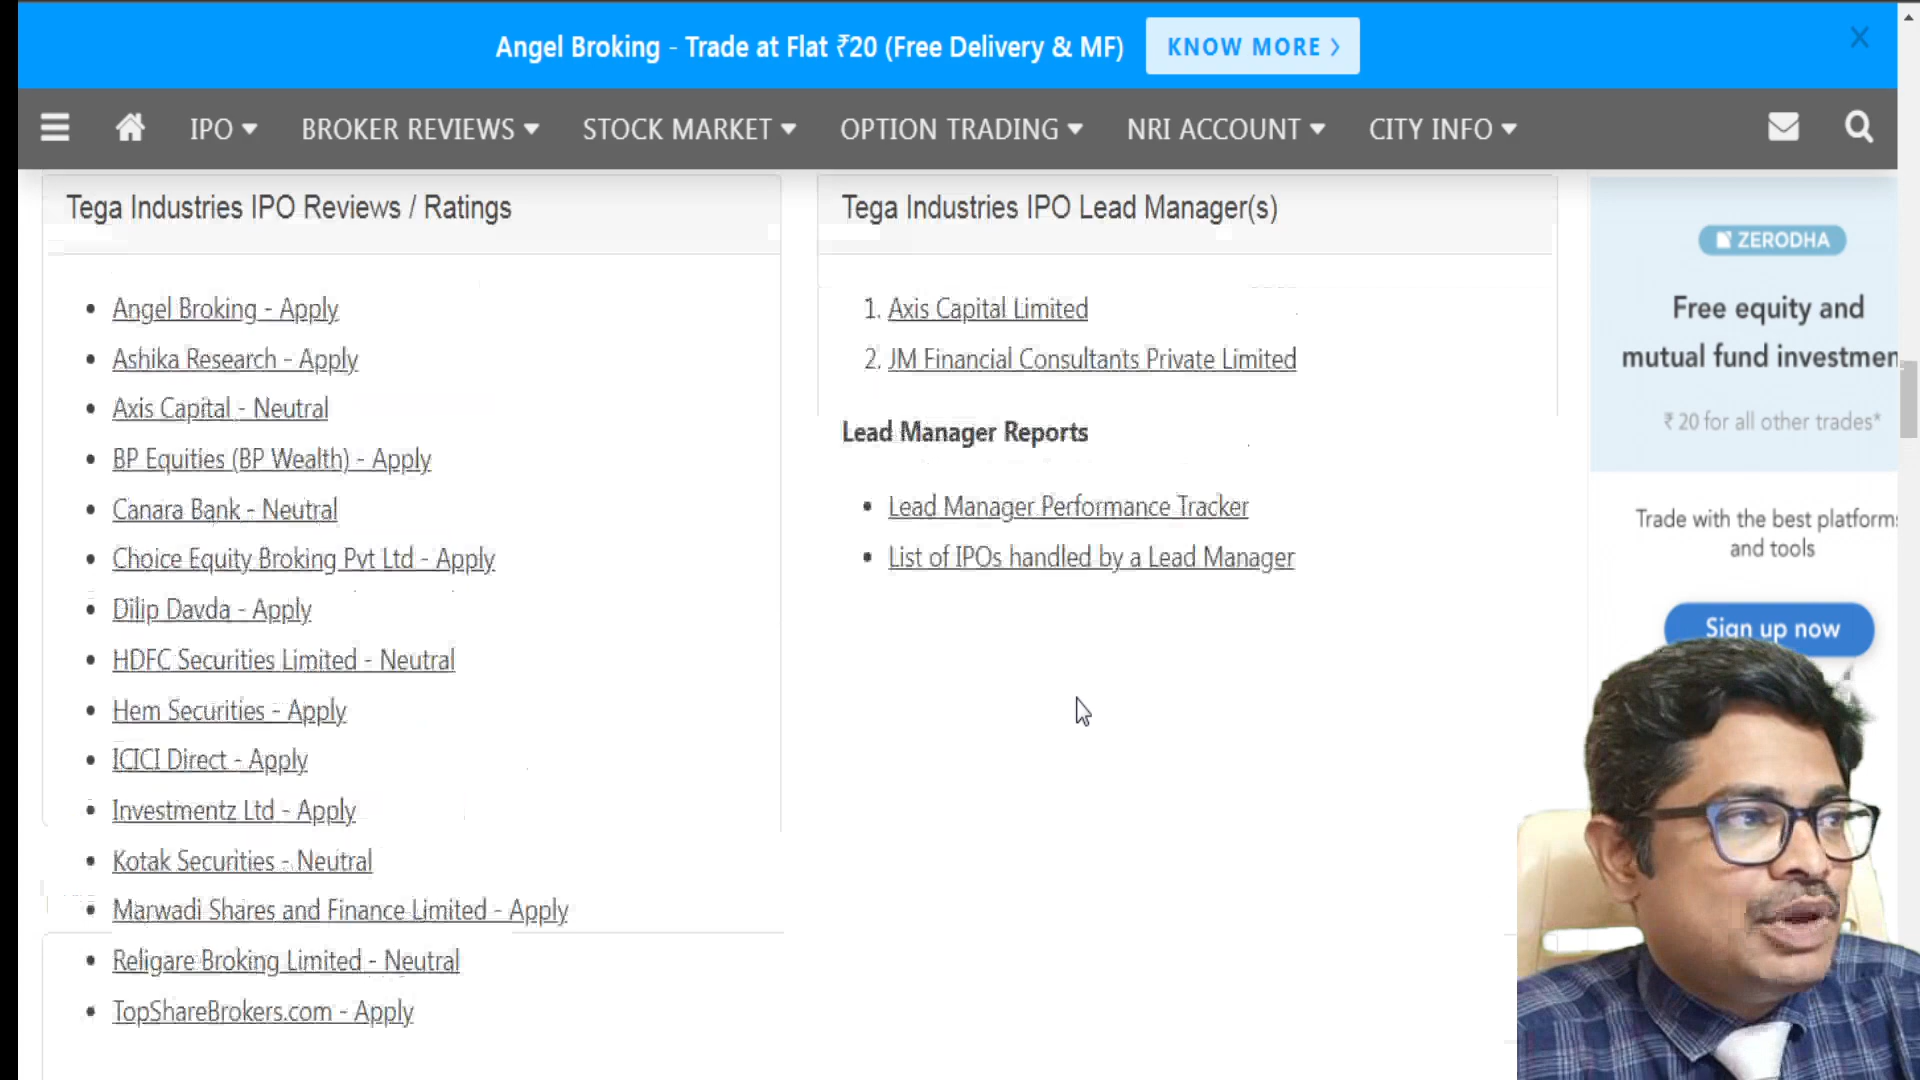 Angel Broking - Trade at Flat ₹20 (Free Delivery & MF)
KNOW MORE
IPO
BROKER REVIEWS
STOCK MARKET
OPTION TRADING
NRI ACCOUNT
CITY INFO
Tega Industries IPO Reviews / Ratings
Angel Broking - Apply
Ashika Research - Apply
Axis Capital - Neutral
BP Equities (BP Wealth) - Apply
Canara Bank - Neutral
Choice Equity Broking Pvt Ltd - Apply
Dilip Davda - Apply
HDFC Securities Limited - Neutral
Hem Securities - Apply
ICICI Direct - Apply
Investmentz Ltd - Apply
Kotak Securities - Neutral
Marwadi Shares and Finance Limited - Apply
Religare Broking Limited - Neutral
TopShareBrokers.com - Apply
Tega Industries IPO Lead Manager(s)
1. Axis Capital Limited
2. JM Financial Consultants Private Limited
Lead Manager Reports
Lead Manager Performance Tracker
List of IPOs handled by a Lead Manager
ZERODHA
Free equity and
mutual fund investmen
₹ 20 for all other trades*
Trade with the best platforms
and tools
Sign up now